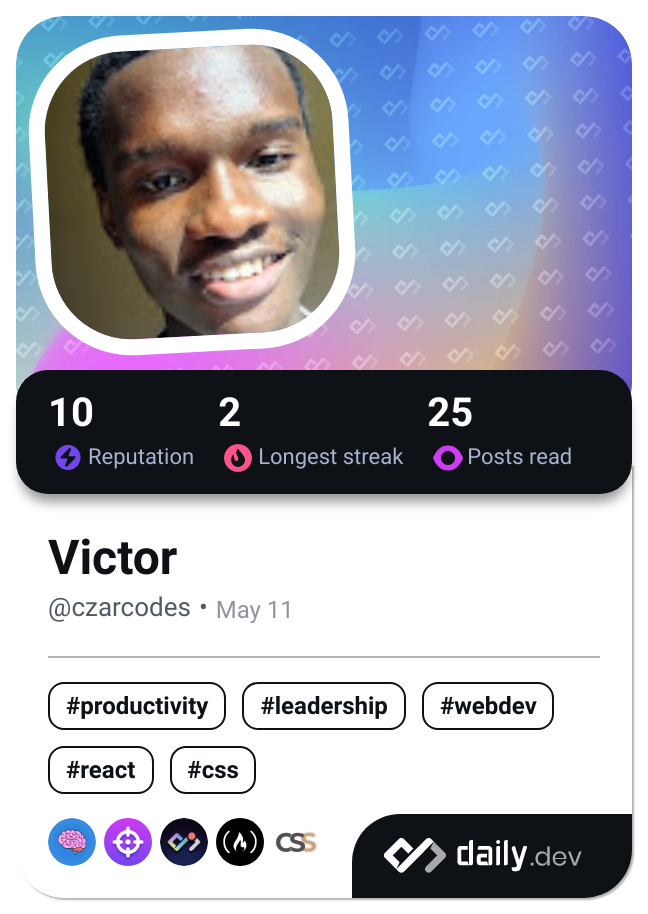 10 2 25
Reputation Longest streak Posts read
Victor
@czarcodes • May 11
#productivity #leadership #webdev
#react #css
CSS daily.dev